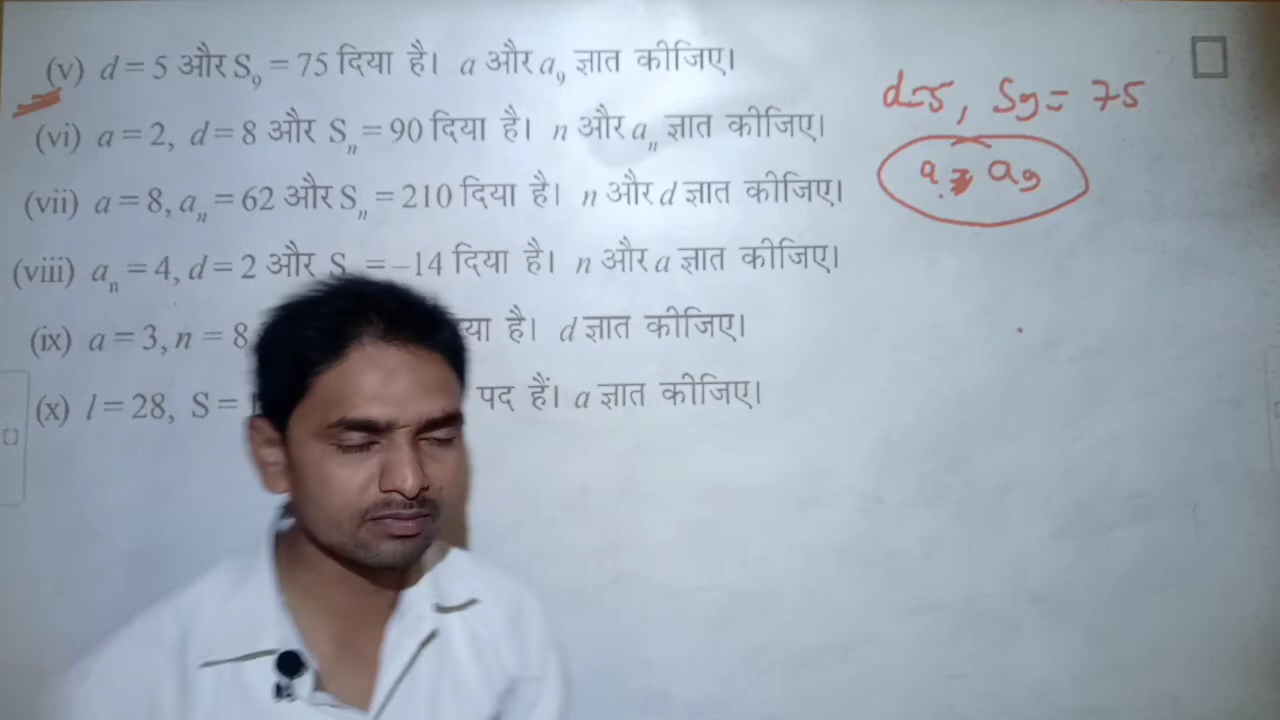 (v) d = 5 और S₉ = 75 दिया है। a और a₉ ज्ञात कीजिए।
(vi) a = 2, d = 8 और Sₙ = 90 दिया है। n और aₙ ज्ञात कीजिए।
(vii) a = 8, aₙ = 62 और Sₙ = 210 दिया है। n और d ज्ञात कीजिए।
(viii) aₙ = 4, d = 2 और S = –14 दिया है। n और a ज्ञात कीजिए।
(ix) a = 3, n = 8 है। d ज्ञात कीजिए।
(x) l = 28, S = पद हैं। a ज्ञात कीजिए।
d=5, S9 = 75
a, a9